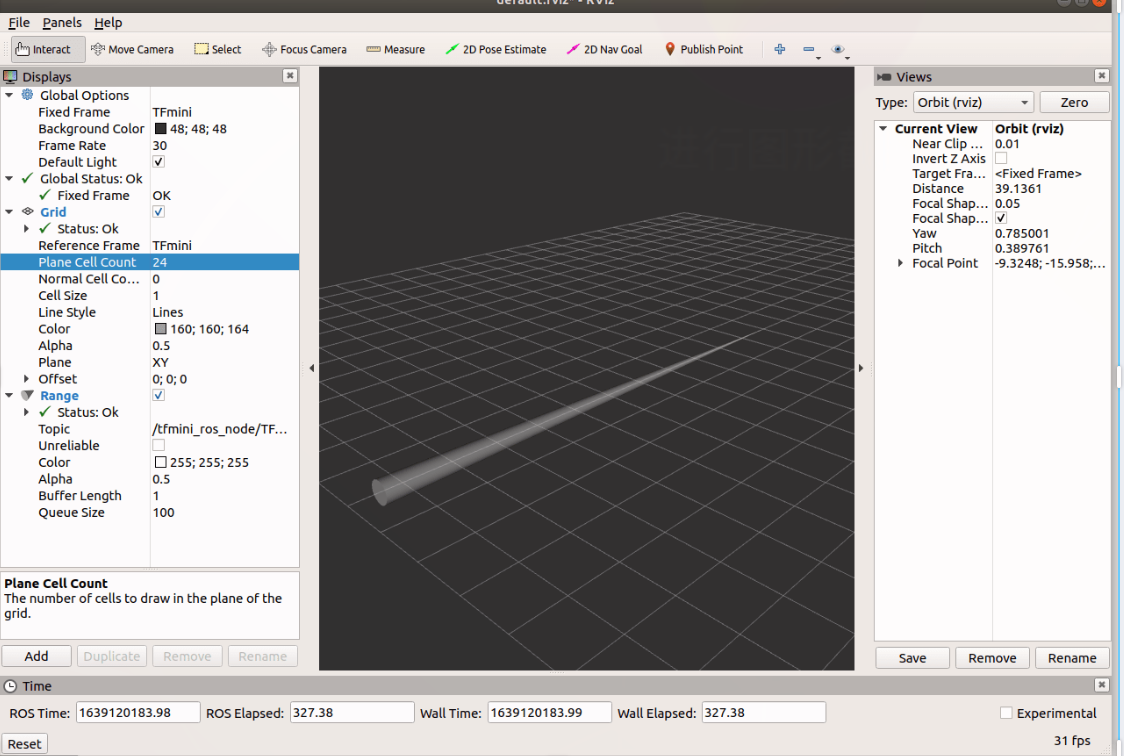 default.rviz* - RViz
File Panels Help
Interact Move Camera Select Focus Camera Measure 2D Pose Estimate 2D Nav Goal Publish Point
Displays
Global Options
Fixed Frame TFmini
Background Color 48; 48; 48
Frame Rate 30
Default Light
Global Status: Ok
Fixed Frame OK
Grid
Status: Ok
Reference Frame TFmini
Plane Cell Count 24
Normal Cell Co... 0
Cell Size 1
Line Style Lines
Color 160; 160; 164
Alpha 0.5
Plane XY
Offset 0; 0; 0
Range
Status: Ok
Topic /tfmini_ros_node/TF...
Unreliable
Color 255; 255; 255
Alpha 0.5
Buffer Length 1
Queue Size 100
Plane Cell Count
The number of cells to draw in the plane of the
grid.
Add Duplicate Remove Rename
Views
Type: Orbit (rviz) Zero
Current View Orbit (rviz)
Near Clip ... 0.01
Invert Z Axis
Target Fra... <Fixed Frame>
Distance 39.1361
Focal Shap... 0.05
Focal Shap...
Yaw 0.785001
Pitch 0.389761
Focal Point -9.3248; -15.958;...
Save Remove Rename
Time
ROS Time: 1639120183.98 ROS Elapsed: 327.38 Wall Time: 1639120183.99 Wall Elapsed: 327.38 Experimental
Reset 31 fps